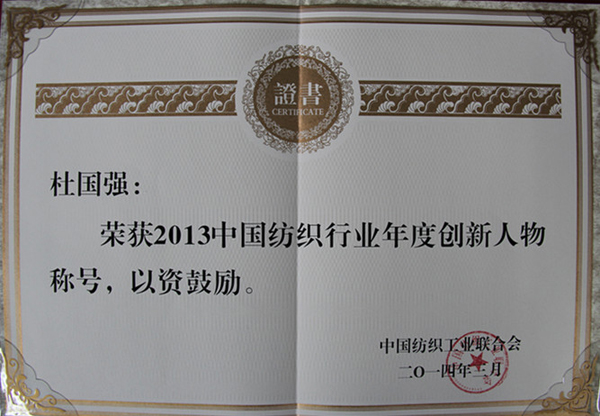 證書
CERTIFICATE
杜国强：
荣获2013中国纺织行业年度创新人物
称号，以资鼓励。
中国纺织工业联合会
二〇一四年二月